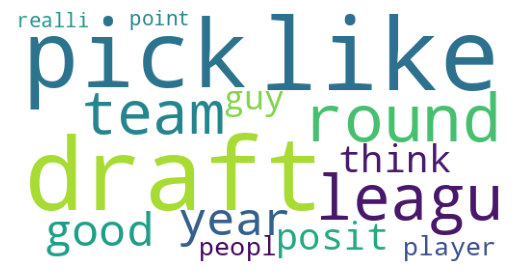 realli point
pick like
team guy round
draft think
leagu
good year posit
peopl player